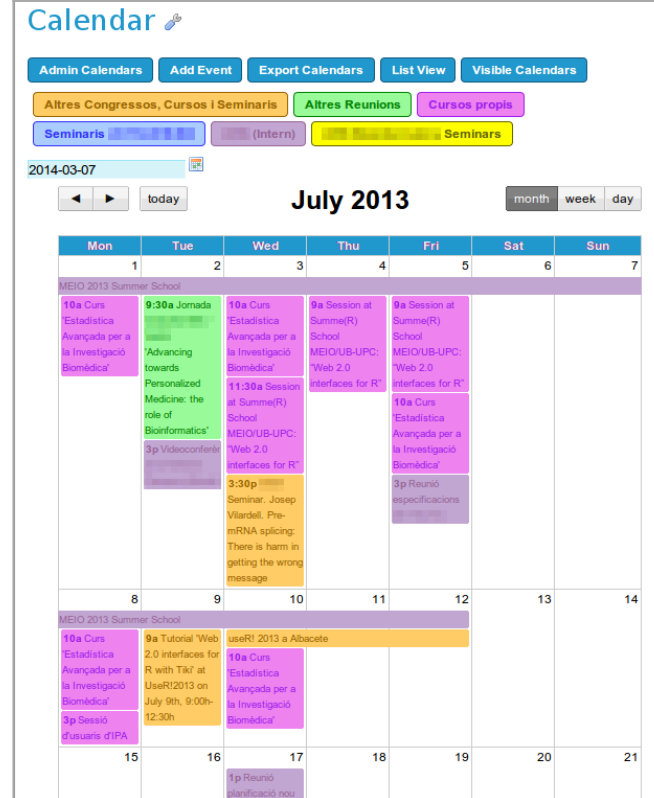 Calendar
Admin Calendars Add Event Export Calendars List View Visible Calendars
Altres Congressos, Cursos i Seminaris Altres Reunions Cursos propis
Seminaris (Intern) Seminars
2014-03-07
today July 2013 month week day
Mon Tue Wed Thu Fri Sat Sun
1 2 3 4 5 6 7
MEIO 2013 Summer School
10a Curs
'Estadística
Avançada per a
la Investigació
Biomèdica'
9:30a Jornada
'Advancing
towards
Personalized
Medicine: the
role of
Bioinformatics'
3p Videoconferèn
10a Curs
'Estadística
Avançada per a
la Investigació
Biomèdica'
11:30a Session
at Summe(R)
School
MEIO/UB-UPC:
"Web 2.0
interfaces for R"
3:30p
Seminar. Josep
Vilardell. Pre-
mRNA splicing:
There is harm in
getting the wrong
message
9a Session at
Summe(R)
School
MEIO/UB-UPC:
"Web 2.0
interfaces for R"
9a Session at
Summe(R)
School
MEIO/UB-UPC:
"Web 2.0
interfaces for R"
10a Curs
'Estadística
Avançada per a
la Investigació
Biomèdica'
3p Reunió
especificacions
8 9 10 11 12 13 14
MEIO 2013 Summer School
10a Curs
'Estadística
Avançada per a
la Investigació
Biomèdica'
3p Sessió
d'usuaris d'IPA
9a Tutorial 'Web
2.0 interfaces for
R with Tiki' at
UseR!2013 on
July 9th, 9:00h-
12:30h
useR! 2013 a Albacete
10a Curs
'Estadística
Avançada per a
la Investigació
Biomèdica'
15 16 17 18 19 20 21
1p Reunió
planificació nou